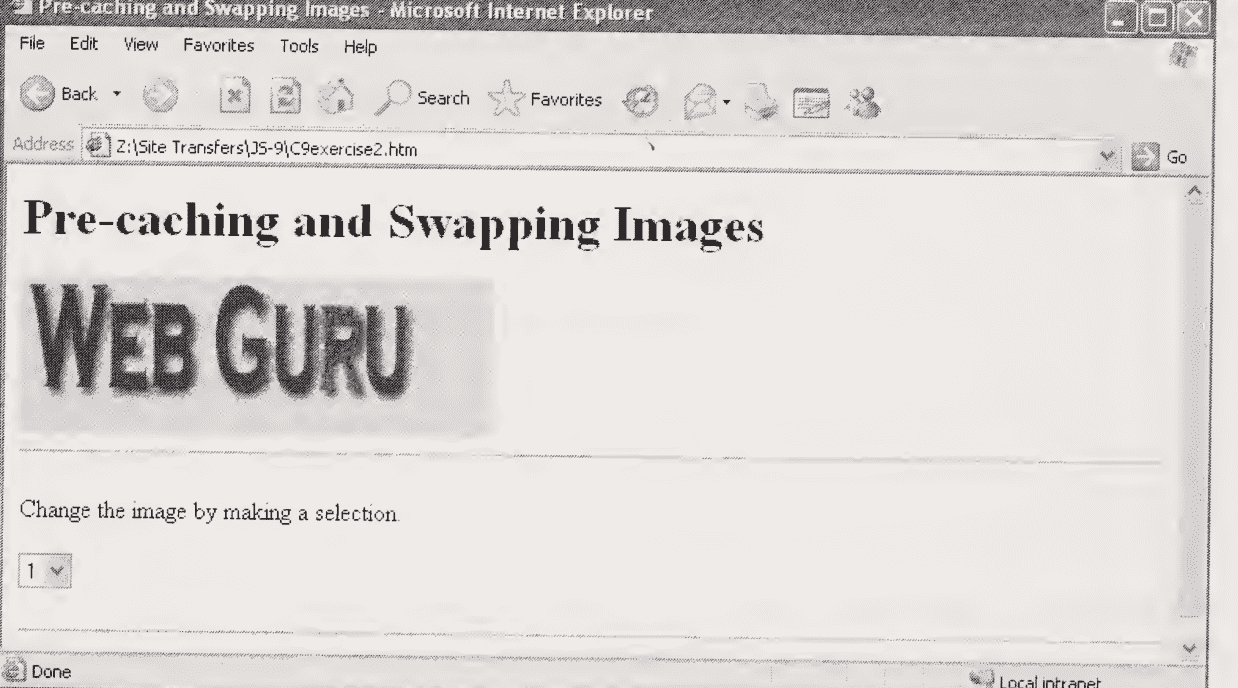 Pre-caching and Swapping Images - Microsoft Internet Explorer
File Edit View Favorites Tools Help
Back Search Favorites
Address Z:\Site Transfers\JS-9\C9exercise2.htm Go
Pre-caching and Swapping Images
WEB GURU
Change the image by making a selection.
1
Done Local intranet